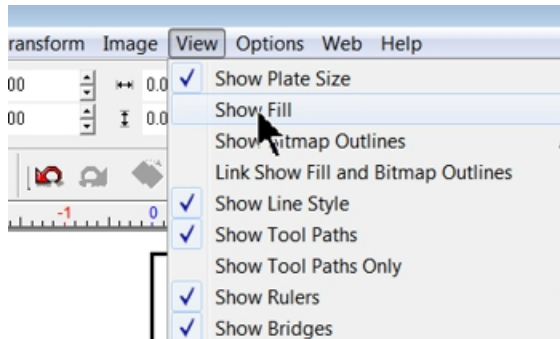 ransform Image View Options Web Help
00 0.0
00 0.0
Show Plate Size
Show Fill
Show Bitmap Outlines
Link Show Fill and Bitmap Outlines
Show Line Style
Show Tool Paths
Show Tool Paths Only
Show Rulers
Show Bridges
-1 0